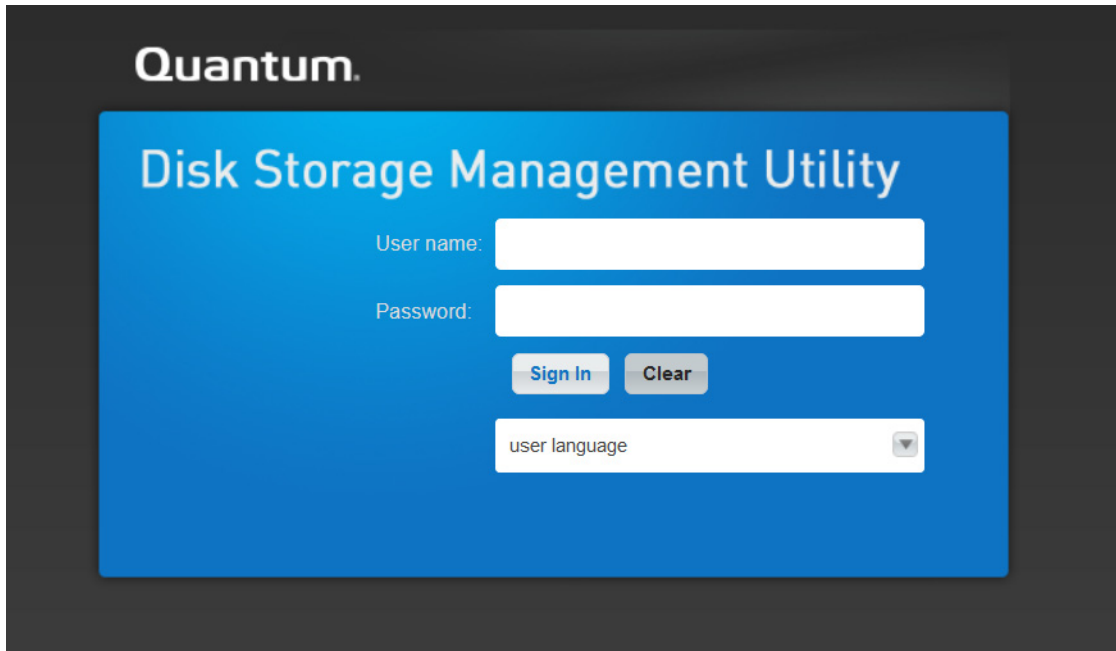 Quantum.
Disk Storage Management Utility
User name:
Password:
Sign In Clear
user language